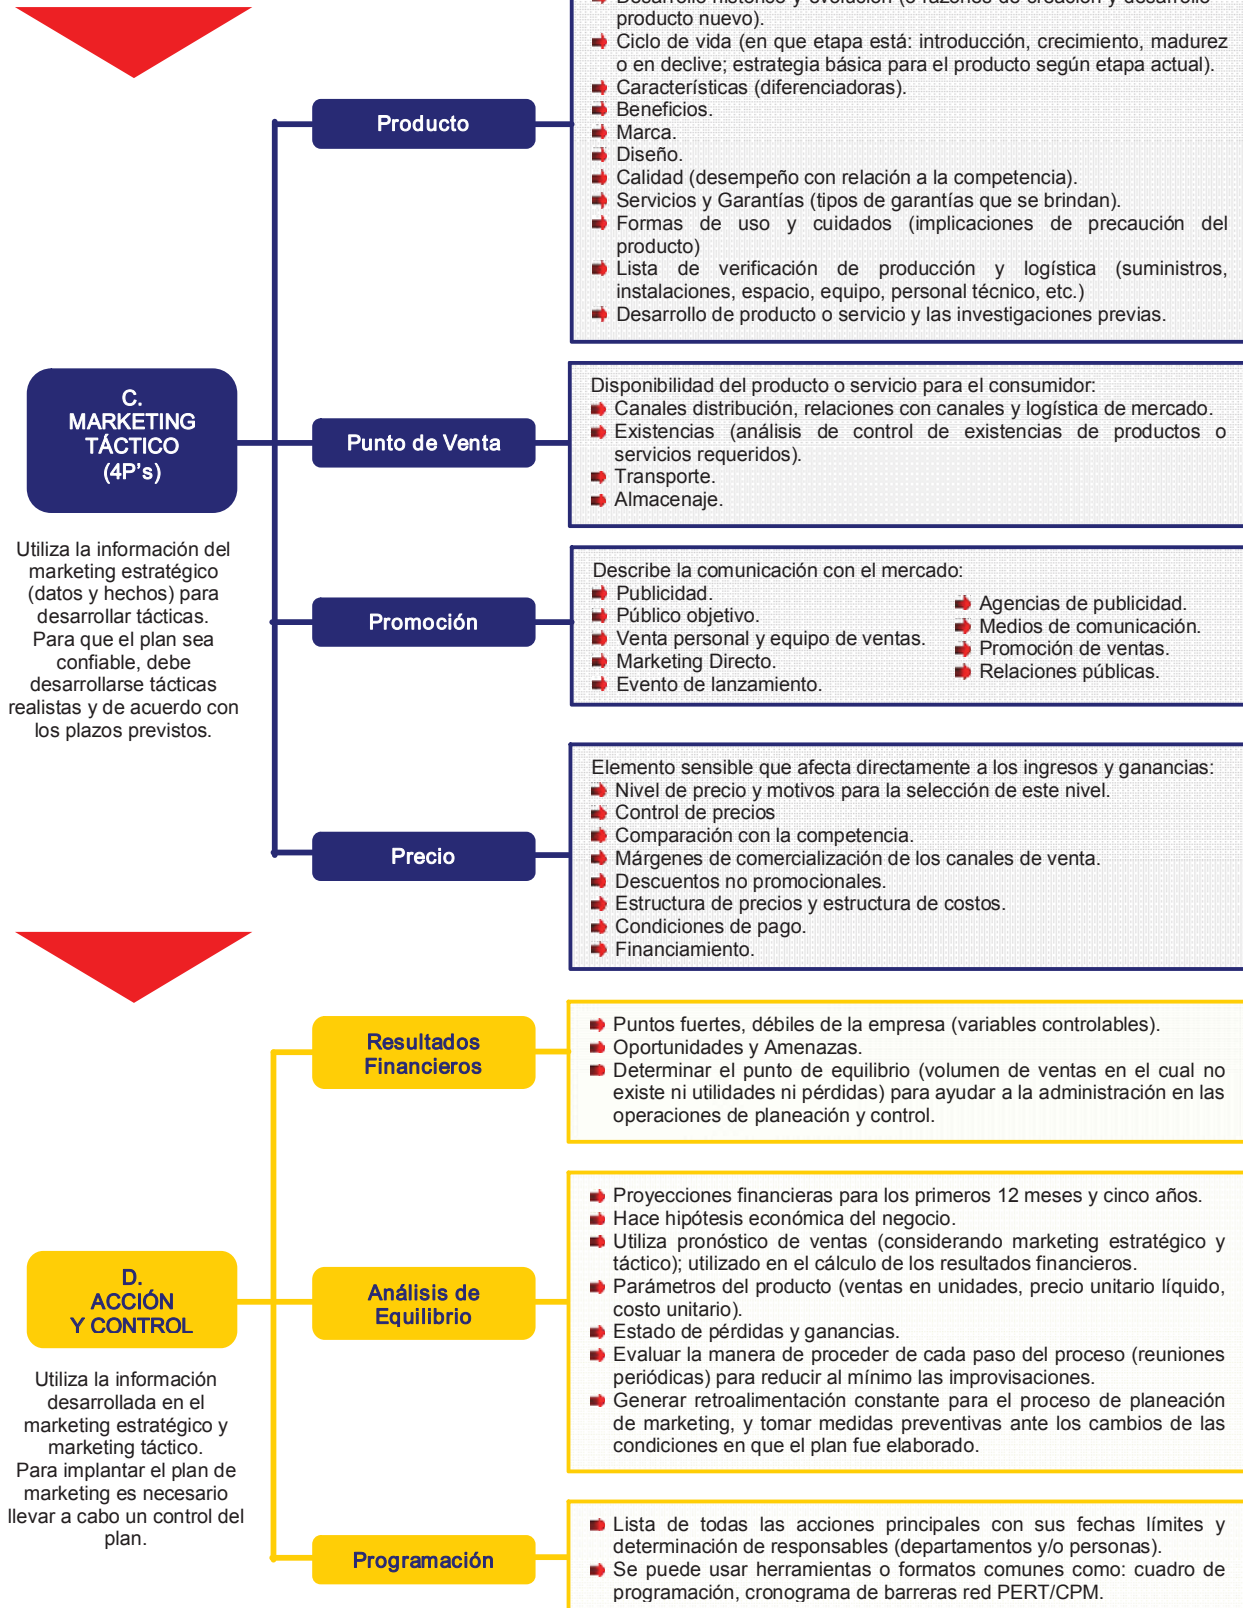 Desarrollo histórico y evolución (o razones de creación y desarrollo
producto nuevo).
Ciclo de vida (en que etapa está: introducción, crecimiento, madurez
o en declive; estrategia básica para el producto según etapa actual).
Características (diferenciadoras).
Beneficios.
Marca.
Diseño.
Calidad (desempeño con relación a la competencia).
Servicios y Garantías (tipos de garantías que se brindan).
Formas de uso y cuidados (implicaciones de precaución del
producto)
Lista de verificación de producción y logística (suministros,
instalaciones, espacio, equipo, personal técnico, etc.)
Desarrollo de producto o servicio y las investigaciones previas.
Producto
C.
MARKETING
TÁCTICO
(4P's)
Utiliza la información del
marketing estratégico
(datos y hechos) para
desarrollar tácticas.
Para que el plan sea
confiable, debe
desarrollarse tácticas
realistas y de acuerdo con
los plazos previstos.
Punto de Venta
Disponibilidad del producto o servicio para el consumidor:
Canales distribución, relaciones con canales y logística de mercado.
Existencias (análisis de control de existencias de productos o
servicios requeridos).
Transporte.
Almacenaje.
Promoción
Describe la comunicación con el mercado:
Publicidad.
Público objetivo.
Venta personal y equipo de ventas.
Marketing Directo.
Evento de lanzamiento.
Agencias de publicidad.
Medios de comunicación.
Promoción de ventas.
Relaciones públicas.
Precio
Elemento sensible que afecta directamente a los ingresos y ganancias:
Nivel de precio y motivos para la selección de este nivel.
Control de precios
Comparación con la competencia.
Márgenes de comercialización de los canales de venta.
Descuentos no promocionales.
Estructura de precios y estructura de costos.
Condiciones de pago.
Financiamiento.
D.
ACCIÓN
Y CONTROL
Utiliza la información
desarrollada en el
marketing estratégico y
marketing táctico.
Para implantar el plan de
marketing es necesario
llevar a cabo un control del
plan.
Resultados
Financieros
Puntos fuertes, débiles de la empresa (variables controlables).
Oportunidades y Amenazas.
Determinar el punto de equilibrio (volumen de ventas en el cual no
existe ni utilidades ni pérdidas) para ayudar a la administración en las
operaciones de planeación y control.
Análisis de
Equilibrio
Proyecciones financieras para los primeros 12 meses y cinco años.
Hace hipótesis económica del negocio.
Utiliza pronóstico de ventas (considerando marketing estratégico y
táctico); utilizado en el cálculo de los resultados financieros.
Parámetros del producto (ventas en unidades, precio unitario líquido,
costo unitario).
Estado de pérdidas y ganancias.
Evaluar la manera de proceder de cada paso del proceso (reuniones
periódicas) para reducir al mínimo las improvisaciones.
Generar retroalimentación constante para el proceso de planeación
de marketing, y tomar medidas preventivas ante los cambios de las
condiciones en que el plan fue elaborado.
Programación
Lista de todas las acciones principales con sus fechas límites y
determinación de responsables (departamentos y/o personas).
Se puede usar herramientas o formatos comunes como: cuadro de
programación, cronograma de barreras red PERT/CPM.